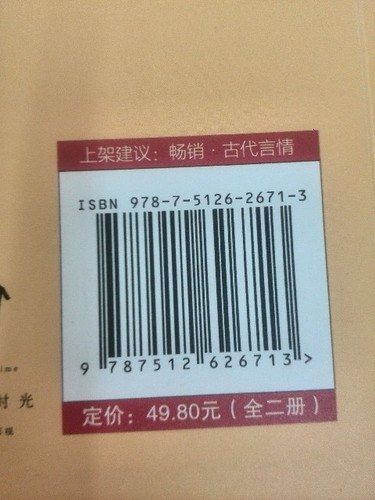 上架建议：畅销·古代言情
ISBN 978-7-5126-2671-3
9 787512 626713 >
时光
定价：49.80元（全二册）